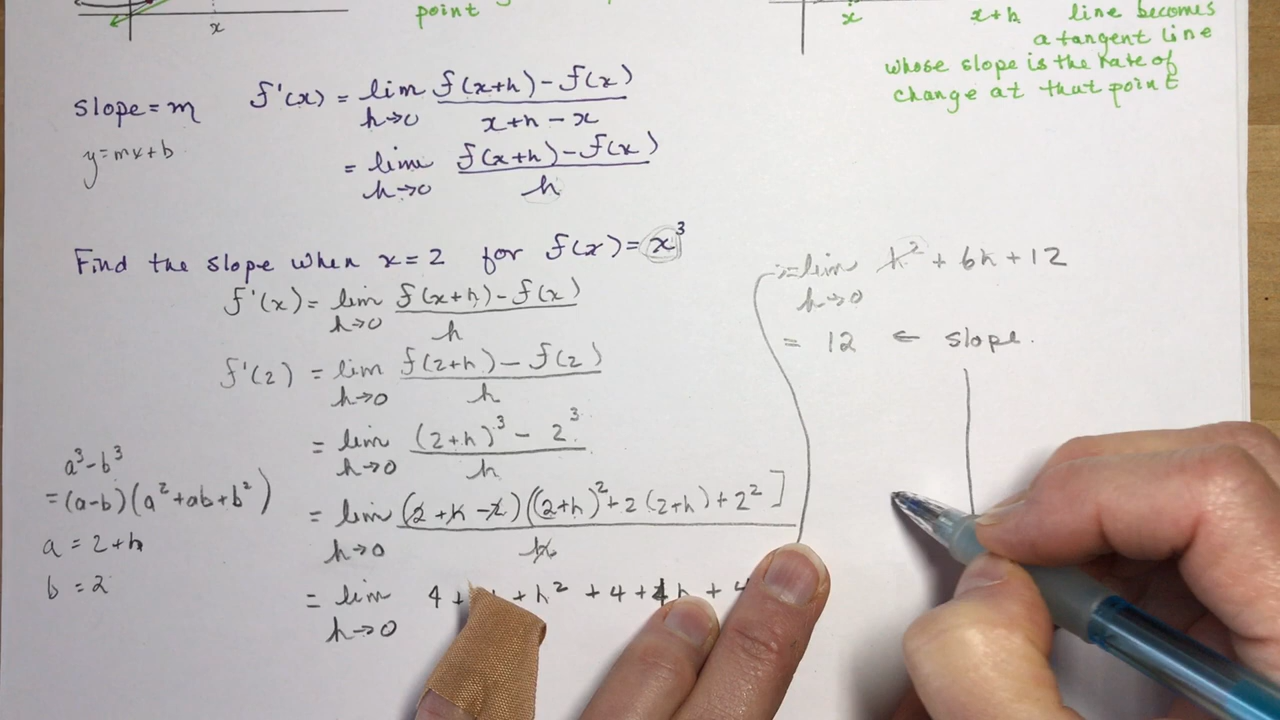 point
x
x
x+h line becomes
a tangent line
whose slope is the rate of
change at that point
slope = m
y = mx + b
f'(x) = lim h→0 (f(x+h) - f(x)) / (x+h-x)
= lim h→0 (f(x+h) - f(x)) / h
Find the slope when x = 2 for f(x) = x³
f'(x) = lim h→0 (f(x+h) - f(x)) / h
f'(2) = lim h→0 (f(2+h) - f(2)) / h
= lim h→0 ((2+h)³ - 2³) / h
a³ - b³
= (a-b)(a² + ab + b²)
a = 2 + h
b = 2
= lim h→0 (2+h-2)((2+h)² + 2(2+h) + 2²] / h
= lim h→0 4 + + h² + 4 + h + 4
= lim h→0 h² + 6h + 12
= 12 ← slope.